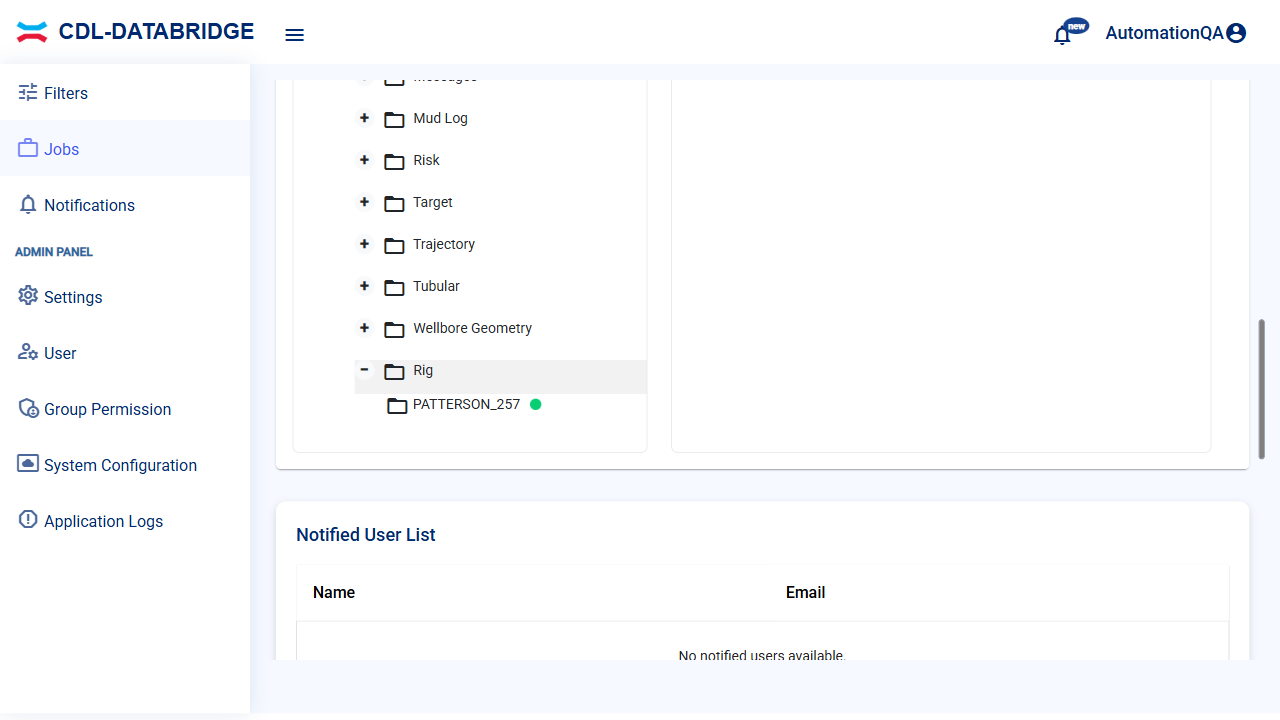 CDL-DATABRIDGE
new
AutomationQA
Filters
Jobs
Notifications
ADMIN PANEL
Settings
User
Group Permission
System Configuration
Application Logs
Messages
+ Mud Log
+ Risk
+ Target
+ Trajectory
+ Tubular
+ Wellbore Geometry
- Rig
PATTERSON_257
Notified User List
Name Email
No notified users available.